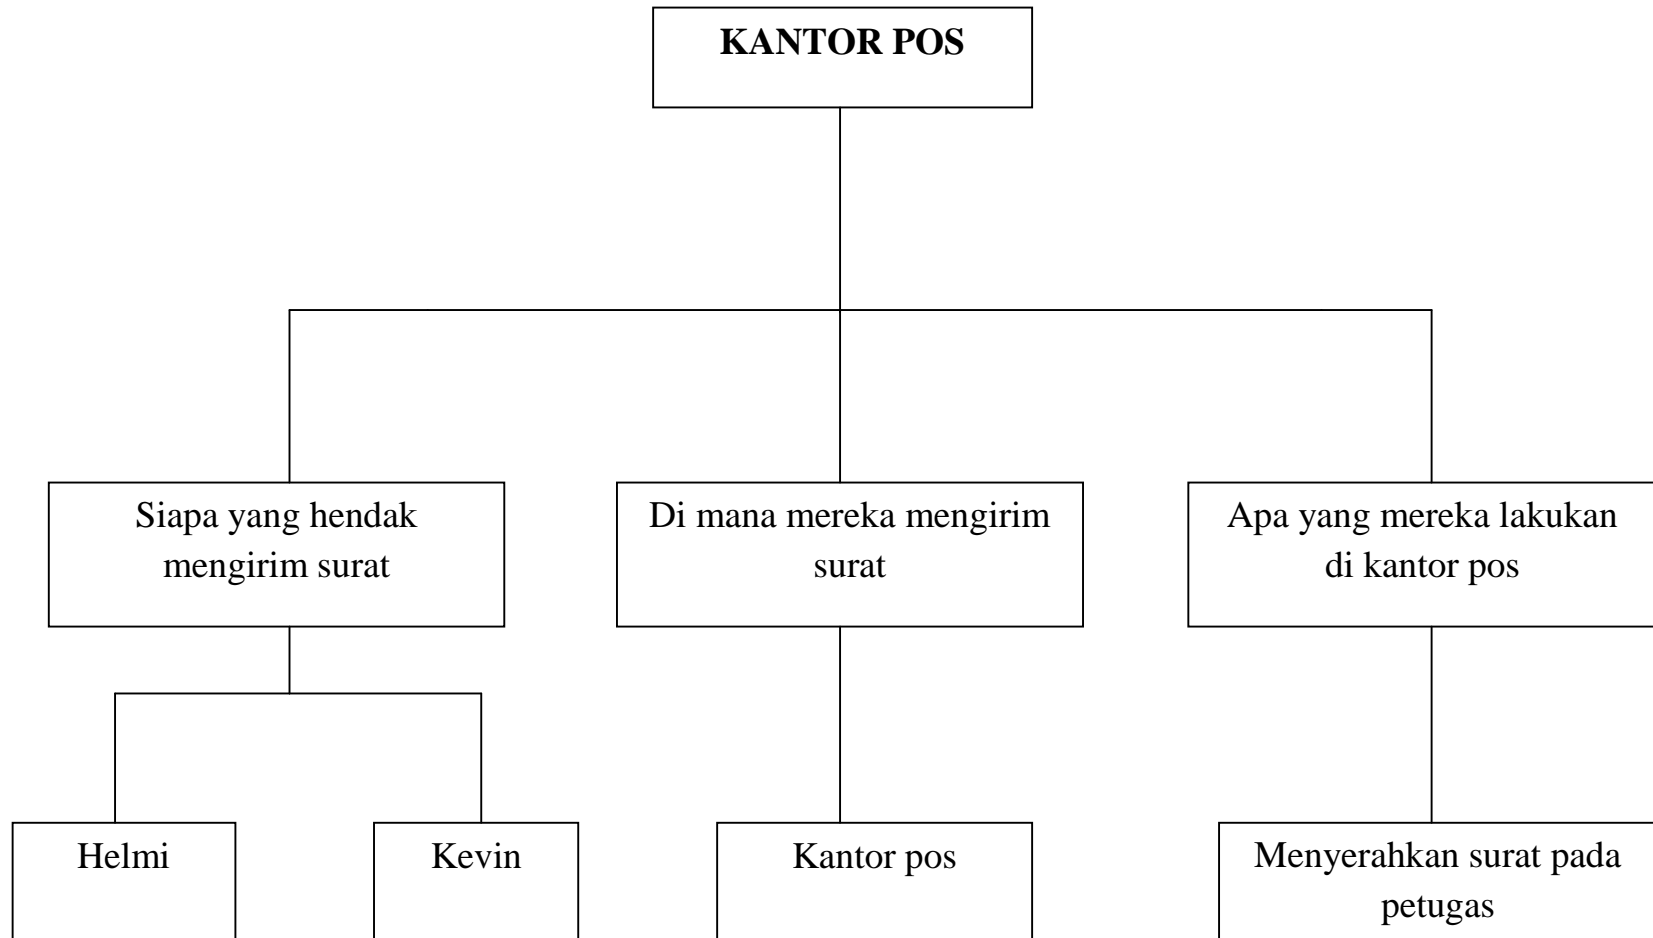 KANTOR POS
Siapa yang hendak
mengirim surat
Di mana mereka mengirim
surat
Apa yang mereka lakukan
di kantor pos
Helmi
Kevin
Kantor pos
Menyerahkan surat pada
petugas